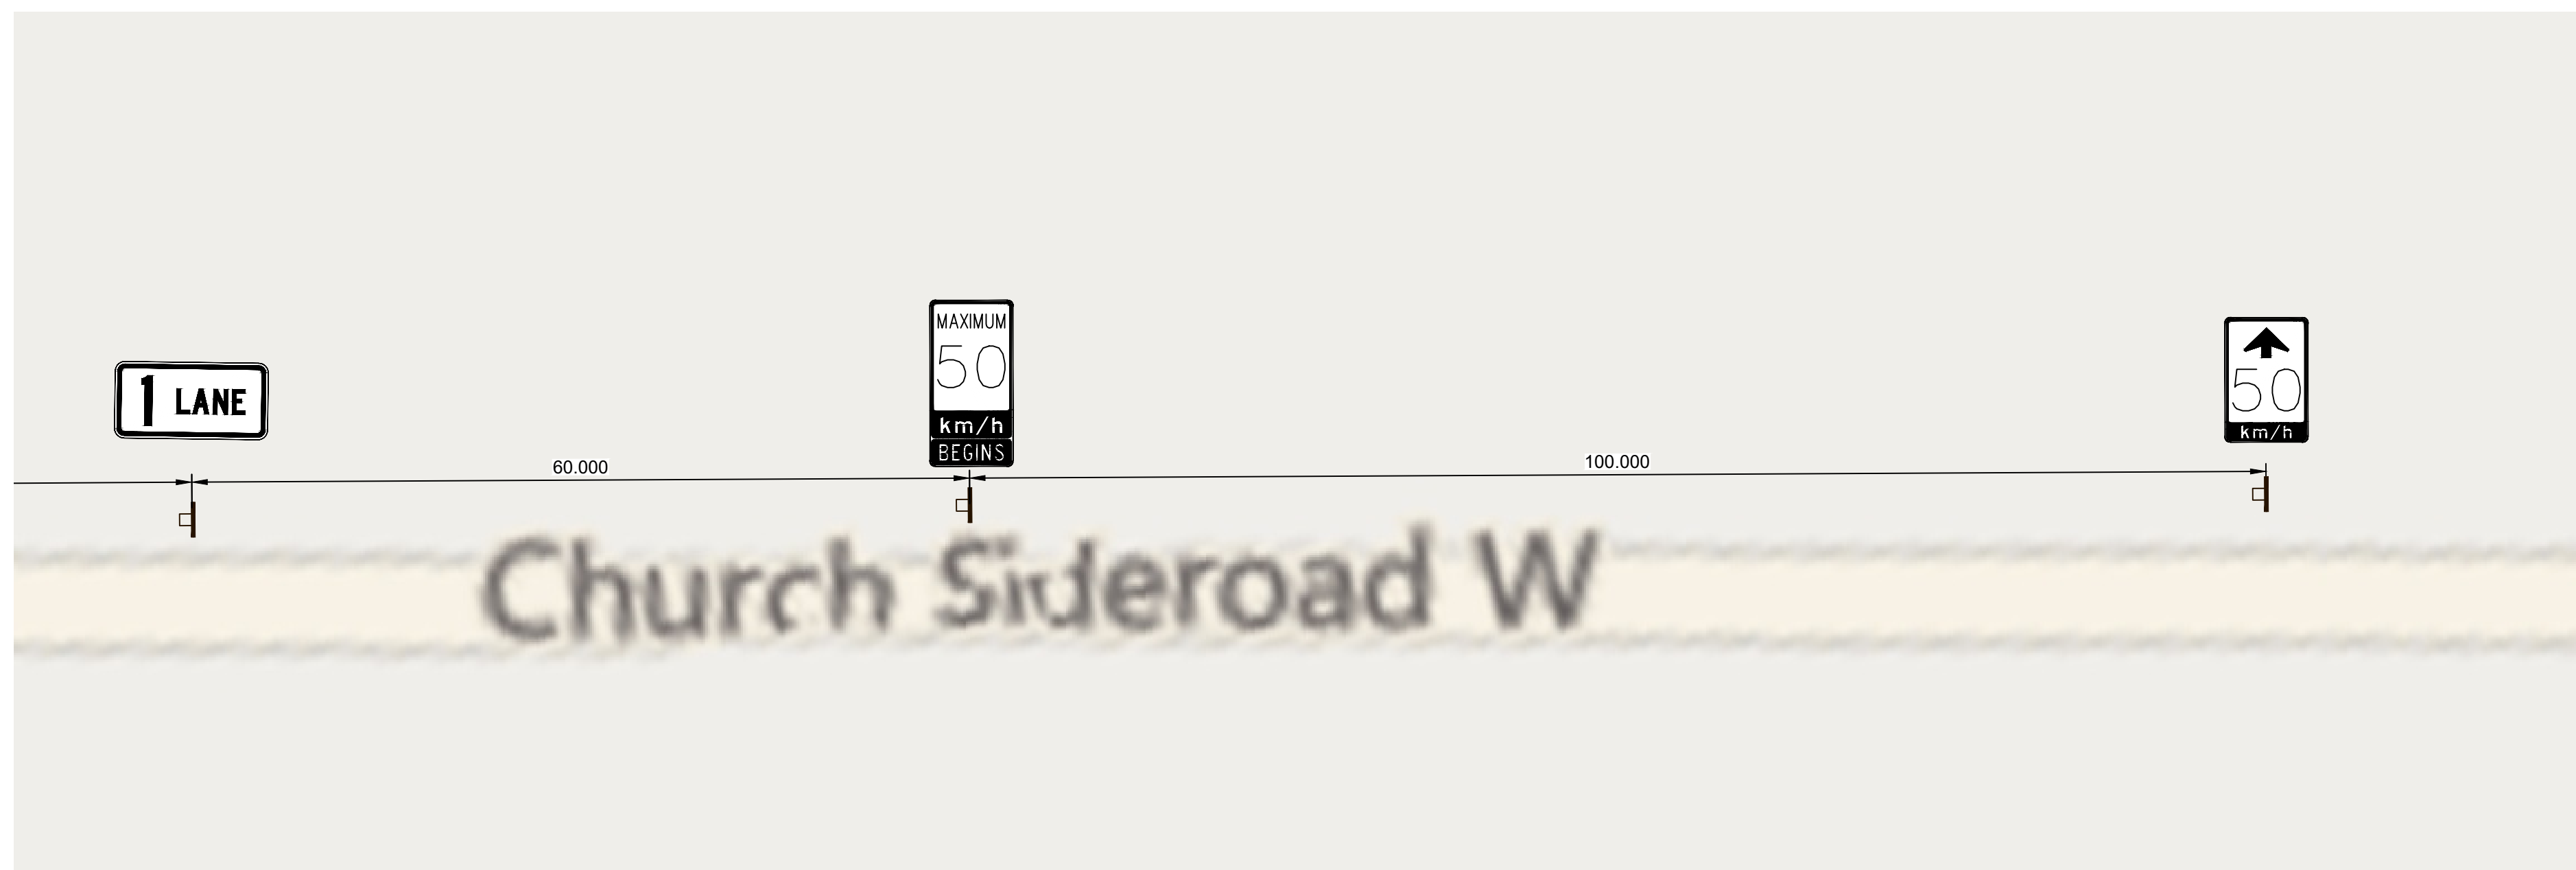 MAXIMUM
50
km/h
BEGINS
50
km/h
1 LANE
60.000
100.000
Church Sideroad W